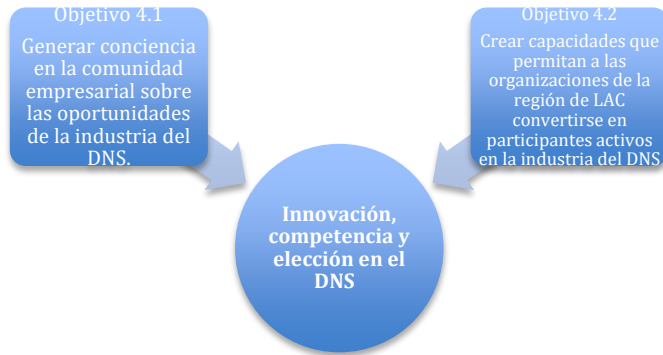 Objetivo 4.1
Generar conciencia
en la comunidad
empresarial sobre
las oportunidades
de la industria del
DNS.
Objetivo 4.2
Crear capacidades que
permitan a las
organizaciones de la
región de LAC
convertirse en
participantes activos
en la industria del DNS
Innovación,
competencia y
elección en el
DNS